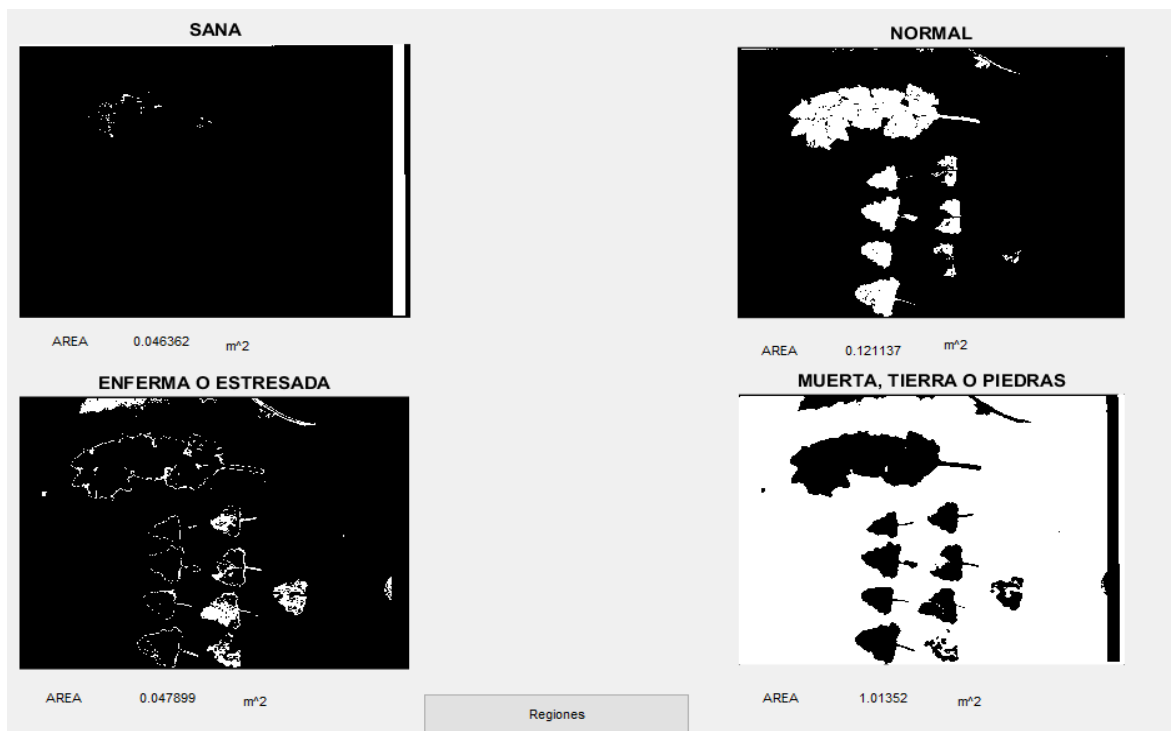 SANA
NORMAL
AREA 0.046362 m^2
AREA 0.121137 m^2
ENFERMA O ESTRESADA
MUERTA, TIERRA O PIEDRAS
AREA 0.047899 m^2
AREA 1.01352 m^2
Regiones